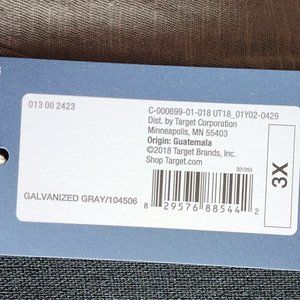 013 00 2423
C-000699-01-018 UT18_01Y02-0429
Dist. by Target Corporation
Minneapolis, MN 55403
Origin: Guatemala
©2018 Target Brands, Inc.
Shop Target.com
301055
GALVANIZED GRAY/104506
8 29576 88544 2
3X